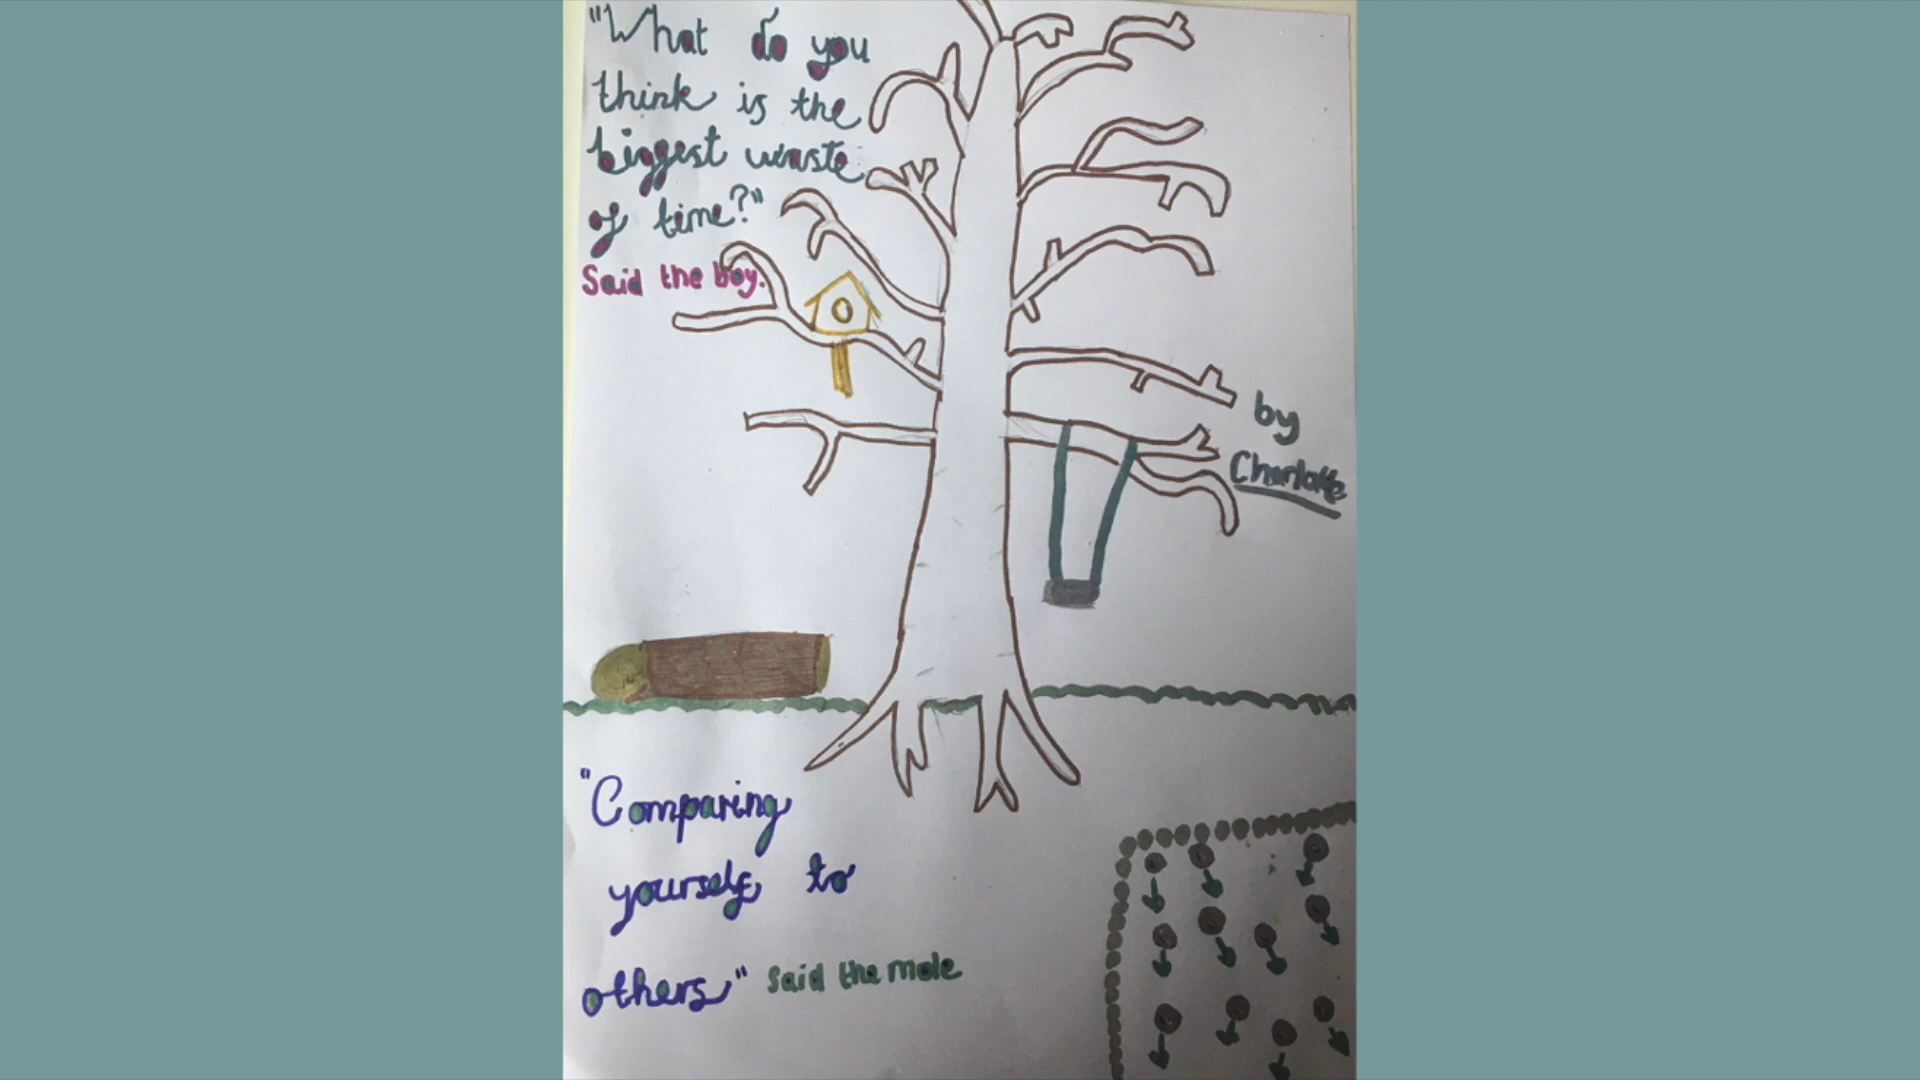 "What do you
think is the
biggest waste
of time?"
Said the boy.
by
Charlotte
"Comparing
yourself to
others" Said the mole